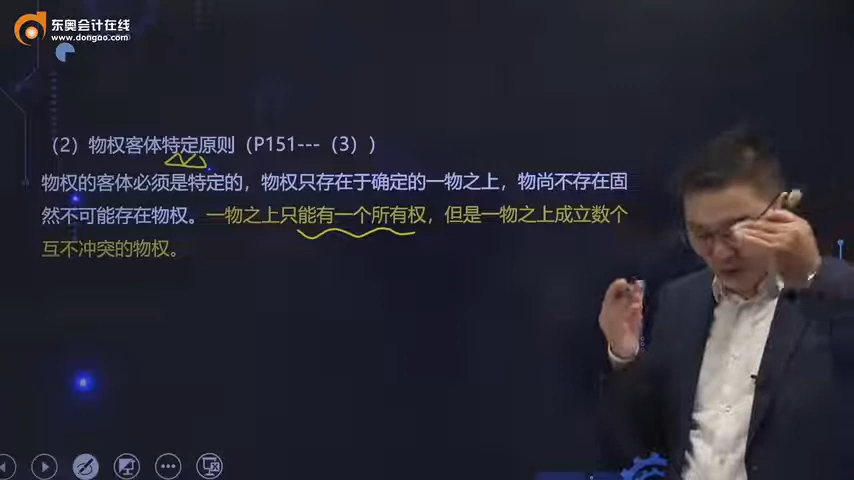 东奥会计在线
www.dongao.com
（2）物权客体特定原则（P151---（3））
物权的客体必须是特定的，物权只存在于确定的一物之上，物尚不存在固
然不可能存在物权。一物之上只能有一个所有权，但是一物之上成立数个
互不冲突的物权。